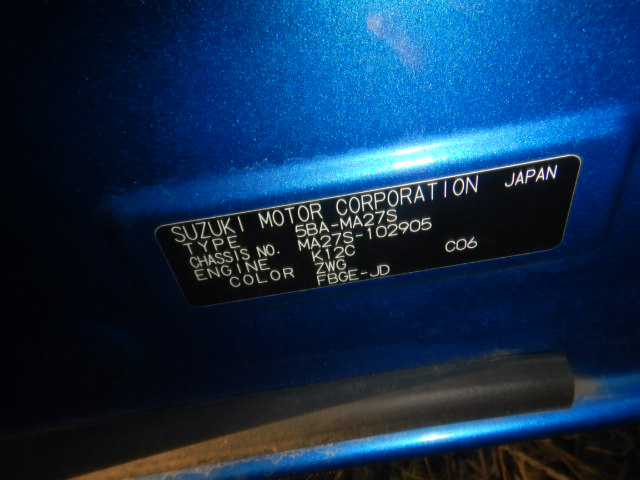 SUZUKI MOTOR CORPORATION JAPAN
TYPE 5BA-MA27S
CHASSIS NO. MA27S-102905
ENGINE K12C C06
COLOR ZWG
FBGE-JD